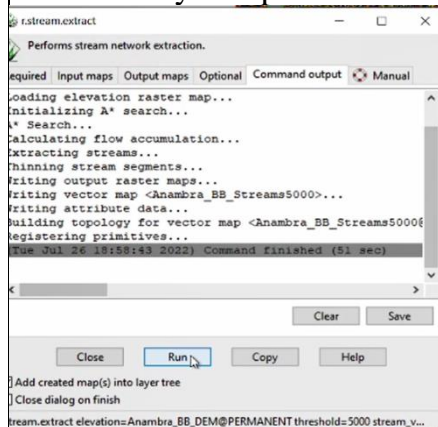 r.stream.extract
Performs stream network extraction.
equired Input maps Output maps Optional Command output Manual
oading elevation raster map...
nitializing A* search...
* Search...
alculating flow accumulation...
xtracting streams...
hinning stream segments...
riting output raster maps...
riting vector map <Anambra_BB_Streams5000>...
riting attribute data...
uilding topology for vector map <Anambra_BB_Streams5000@
egistering primitives...
Tue Jul 26 18:58:43 2022) Command finished (51 sec)
Clear Save
Close Run Copy Help
Add created map(s) into layer tree
Close dialog on finish
tream.extract elevation=Anambra_BB_DEM@PERMANENT threshold=5000 stream_v...